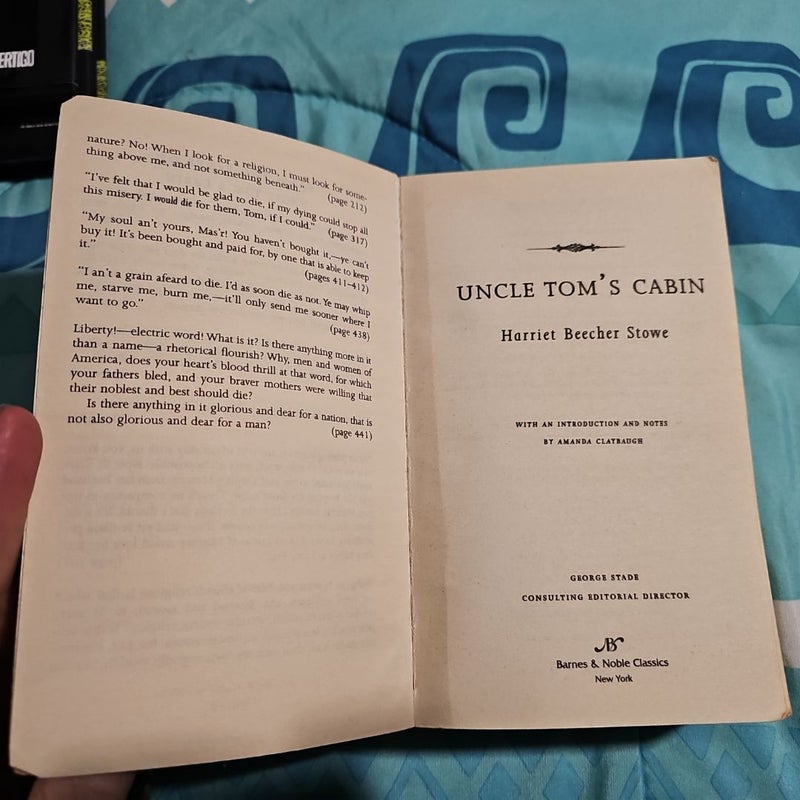 ERTIGO
nature? No! When I look for a religion, I must look for some-
thing above me, and not something beneath."
(page 212)
"I've felt that I would be glad to die, if my dying could stop all
this misery. I would die for them, Tom, if I could."
(page 317)
"My soul an't yours, Mas'r! You haven't bought it,—ye can't
buy it! It's been bought and paid for, by one that is able to keep
it."
(pages 411–412)
"I an't a grain afeard to die. I'd as soon die as not. Ye may whip
me, starve me, burn me,—it'll only send me sooner where I
want to go."
(page 438)
Liberty!—electric word! What is it? Is there anything more in it
than a name—a rhetorical flourish? Why, men and women of
America, does your heart's blood thrill at that word, for which
your fathers bled, and your braver mothers were willing that
their noblest and best should die?
Is there anything in it glorious and dear for a nation, that is
not also glorious and dear for a man?
(page 441)
UNCLE TOM'S CABIN
Harriet Beecher Stowe
WITH AN INTRODUCTION AND NOTES
BY AMANDA CLAYBAUGH
GEORGE STADE
CONSULTING EDITORIAL DIRECTOR
Barnes & Noble Classics
New York